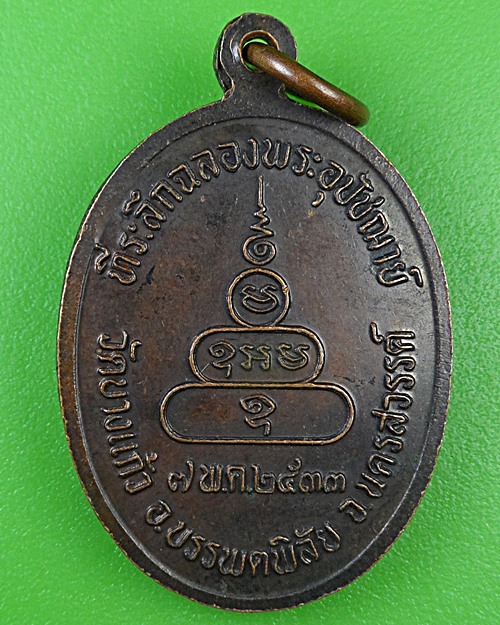 ที่ระลึกฉลองพระอุปัชฌาย์
วัดบางแก้ว อ.บรรพตพิสัย จ.นครสวรรค์
๗ พ.ค.๒๕๓๓